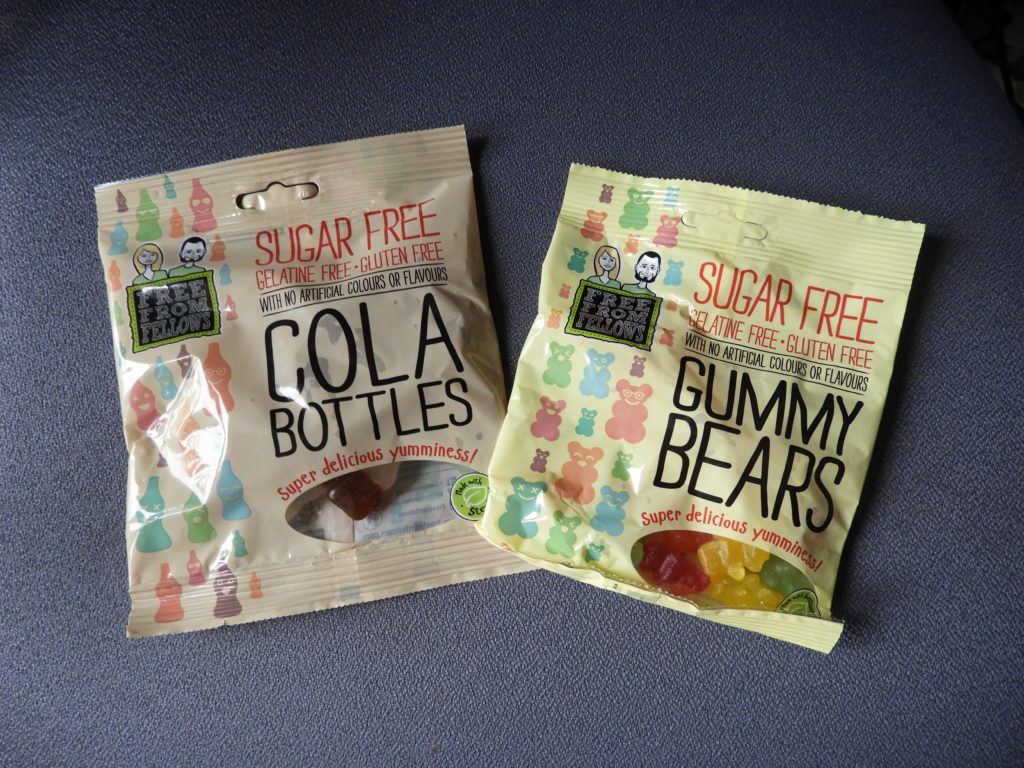 SUGAR FREE
GELATINE FREE • GLUTEN FREE
WITH NO ARTIFICIAL COLOURS OR FLAVOURS
FREE
FROM
FELLOWS
COLA
BOTTLES
Super delicious yumminess!
Made with
SUGAR FREE
GELATINE FREE • GLUTEN FREE
WITH NO ARTIFICIAL COLOURS OR FLAVOURS
FREE
FROM
FELLOWS
GUMMY
BEARS
Super delicious yumminess!